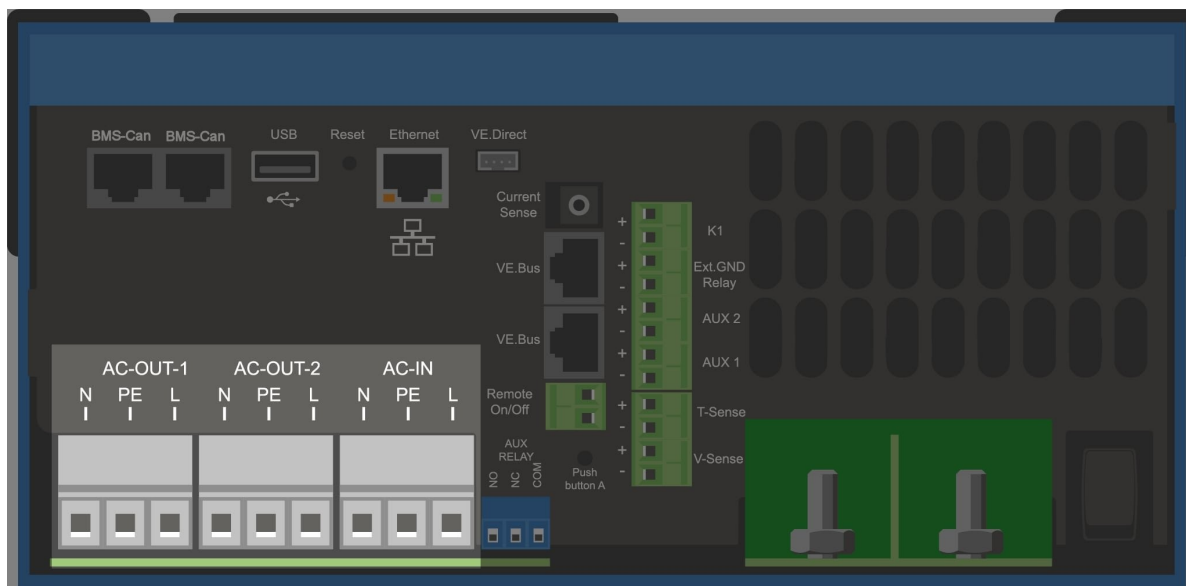 BMS-Can BMS-Can USB Reset Ethernet VE.Direct
Current
Sense
+
-
K1
VE.Bus
+
-
Ext.GND
Relay
+
-
AUX 2
VE.Bus
+
-
AUX 1
AC-OUT-1 AC-OUT-2 AC-IN
N PE L N PE L N PE L
Remote
On/Off
+
-
T-Sense
AUX
RELAY
NO NC COM
Push
button A
+
-
V-Sense